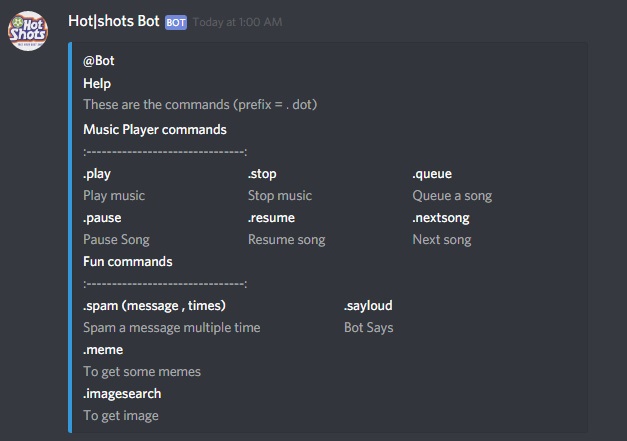 Hot Shots
Hot|shots Bot BOT Today at 1:00 AM
@Bot
Help
These are the commands (prefix = . dot)
Music Player commands
:-------------------------------:
.play .stop .queue
Play music Stop music Queue a song
.pause .resume .nextsong
Pause Song Resume song Next song
Fun commands
:-------------------------------:
.spam (message , times) .sayloud
Spam a message multiple time Bot Says
.meme
To get some memes
.imagesearch
To get image